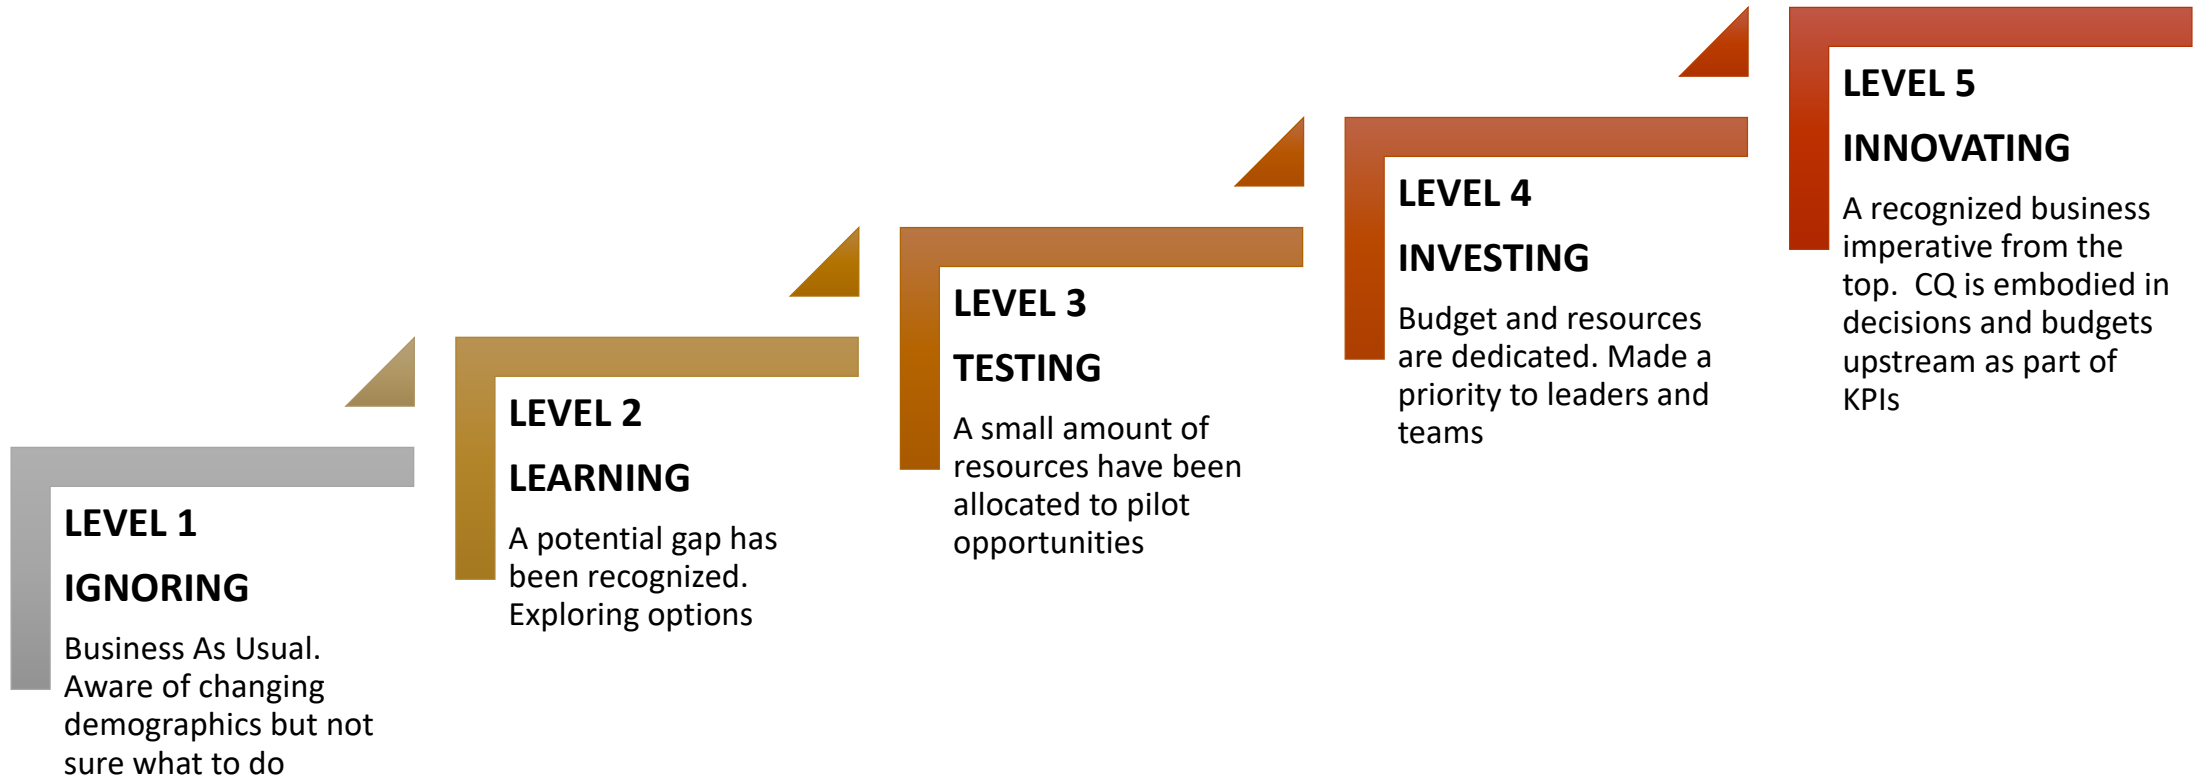 LEVEL 1
IGNORING
Business As Usual.
Aware of changing
demographics but not
sure what to do
LEVEL 2
LEARNING
A potential gap has
been recognized.
Exploring options
LEVEL 3
TESTING
A small amount of
resources have been
allocated to pilot
opportunities
LEVEL 4
INVESTING
Budget and resources
are dedicated. Made a
priority to leaders and
teams
LEVEL 5
INNOVATING
A recognized business
imperative from the
top.  CQ is embodied in
decisions and budgets
upstream as part of
KPIs